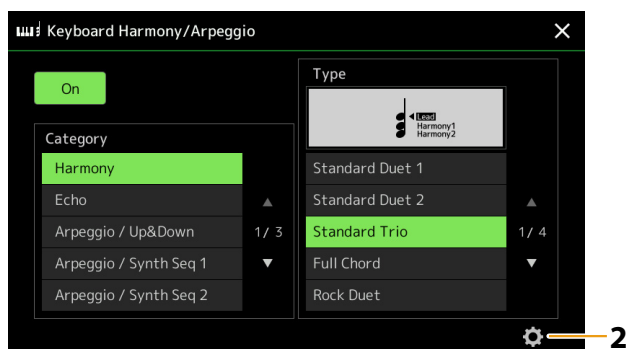 Keyboard Harmony/Arpeggio
On
Category
Harmony
Echo
Arpeggio / Up&Down
Arpeggio / Synth Seq 1
Arpeggio / Synth Seq 2
1/ 3
Type
Lead
Harmony1
Harmony2
Standard Duet 1
Standard Duet 2
Standard Trio
Full Chord
Rock Duet
1/ 4
2